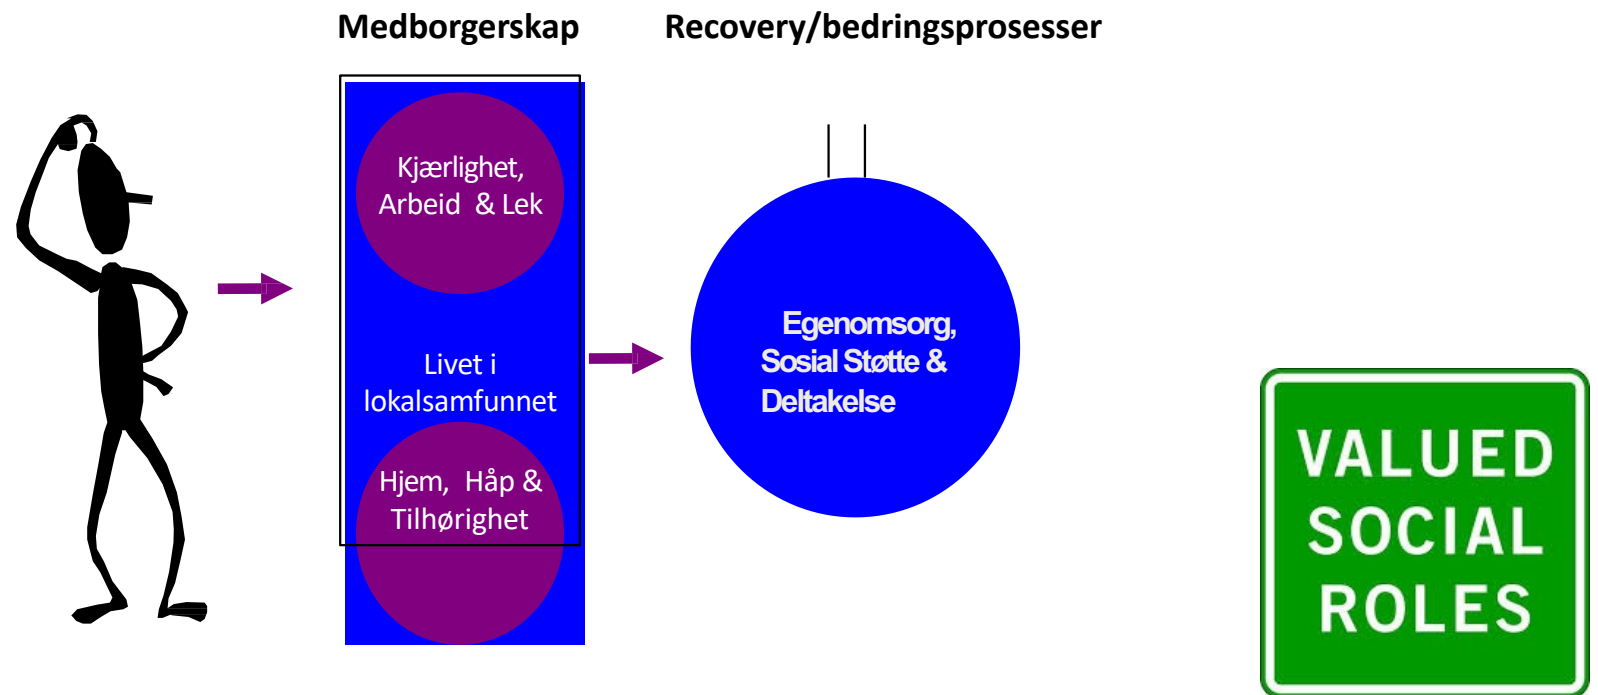 Medborgerskap
Recovery/bedringsprosesser
Kjærlighet,
Arbeid & Lek
Livet i
lokalsamfunnet
Hjem, Håp &
Tilhørighet
Egenomsorg,
Sosial Støtte &
Deltakelse
VALUED
SOCIAL
ROLES